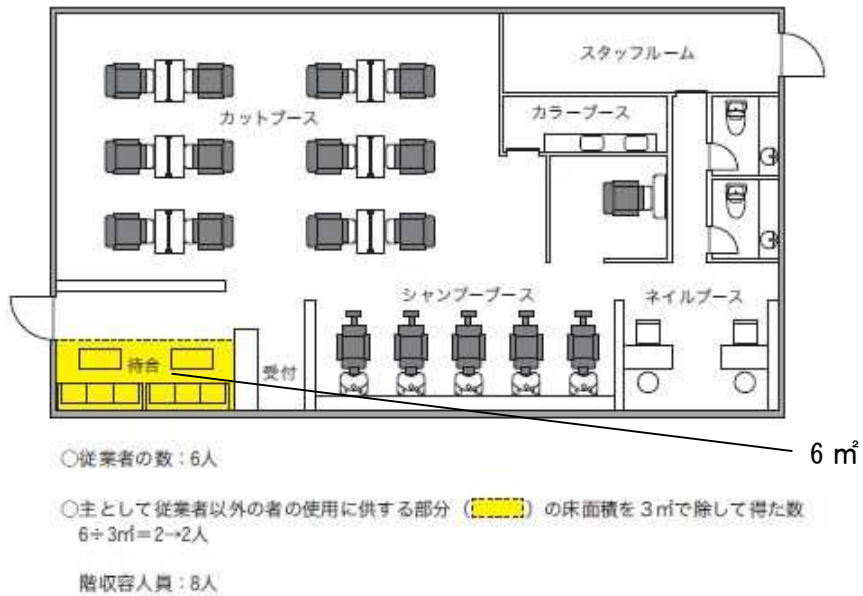 スタッフルーム
カットブース
カラーブース
シャンプーブース
ネイルブース
待合
受付
6 ㎡
○従業者の数：6人
○主として従業者以外の者の使用に供する部分（　　　）の床面積を3㎡で除して得た数
6÷3㎡＝2→2人
階収容人員：8人